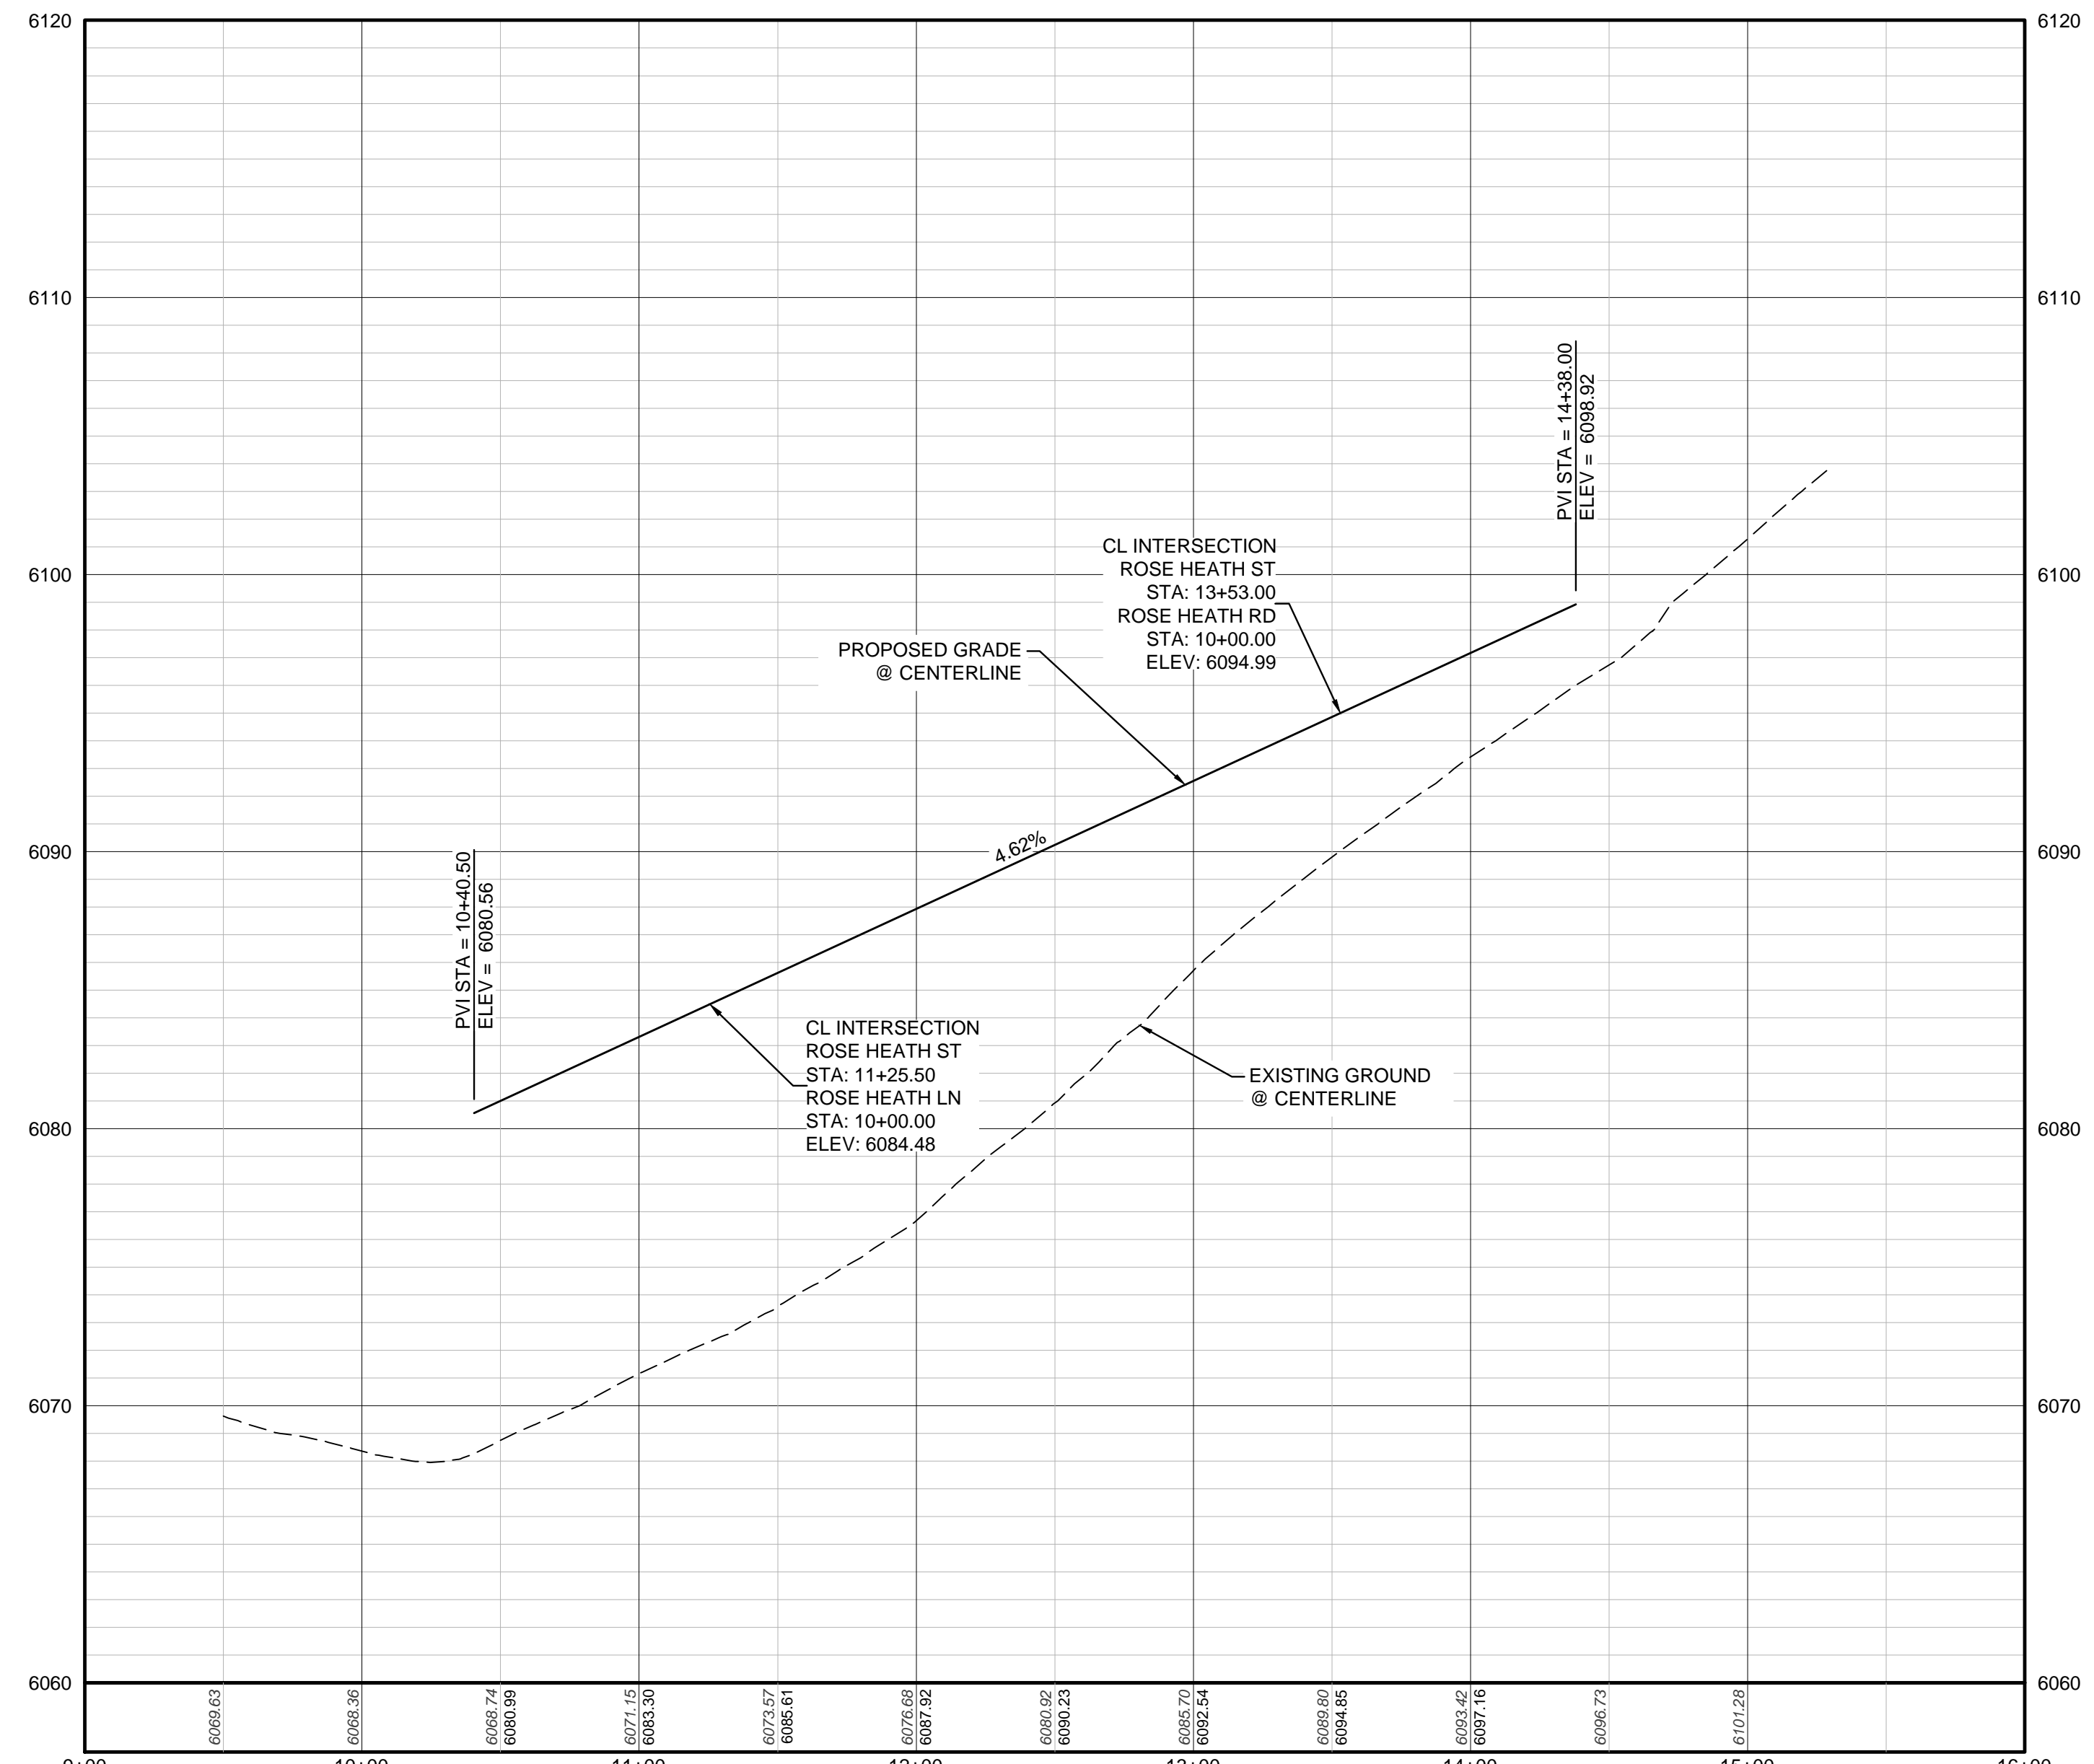 6120
6120
6110
6110
PVI STA = 14+38.00
ELEV = 6098.92
CL INTERSECTION
ROSE HEATH ST
STA: 13+53.00
ROSE HEATH RD
STA: 10+00.00
ELEV: 6094.99
6100
6100
PROPOSED GRADE
@ CENTERLINE
4.62%
6090
6090
PVI STA = 10+40.50
ELEV = 6080.56
CL INTERSECTION
ROSE HEATH ST
STA: 11+25.50
ROSE HEATH LN
STA: 10+00.00
ELEV: 6084.48
EXISTING GROUND
@ CENTERLINE
6080
6080
6070
6070
6060
6060
6069.63
6068.36
6068.74
6080.99
6071.15
6083.30
6073.57
6085.61
6076.68
6087.92
6080.92
6090.23
6085.70
6092.54
6089.80
6094.85
6093.42
6097.16
6096.73
6101.28